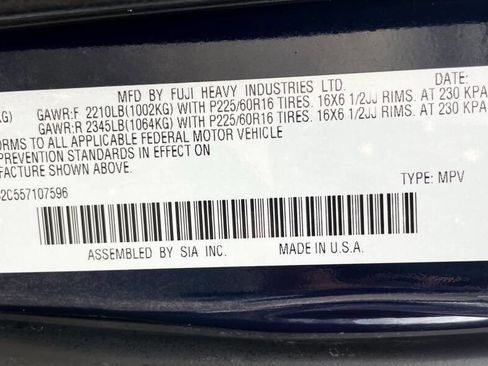 MFD BY FUJI HEAVY INDUSTRIES LTD. DATE:
KG) GAWR:F 2210LB(1002KG) WITH P225/60R16 TIRES. 16X6 1/2JJ RIMS. AT 230 KPA
GAWR:R 2345LB(1064KG) WITH P225/60R16 TIRES. 16X6 1/2JJ RIMS. AT 230 KPA
ORMS TO ALL APPLICABLE FEDERAL MOTOR VEHICLE
PREVENTION STANDARDS IN EFFECT ON
FACTURE SHOWN ABOVE.
2C557107596 TYPE: MPV
ASSEMBLED BY SIA INC. MADE IN U.S.A.